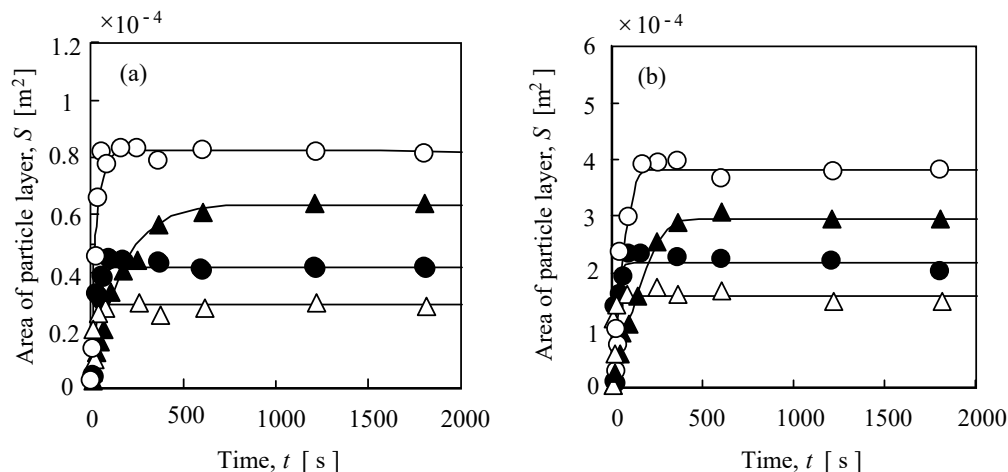 ×10⁻⁴
Area of particle layer, S [m²]
1.2
1
0.8
0.6
0.4
0.2
0
(a)
0 500 1000 1500 2000
Time, t [ s ]
×10⁻⁴
Area of particle layer, S [m²]
6
5
4
3
2
1
0
(b)
0 500 1000 1500 2000
Time, t [ s ]